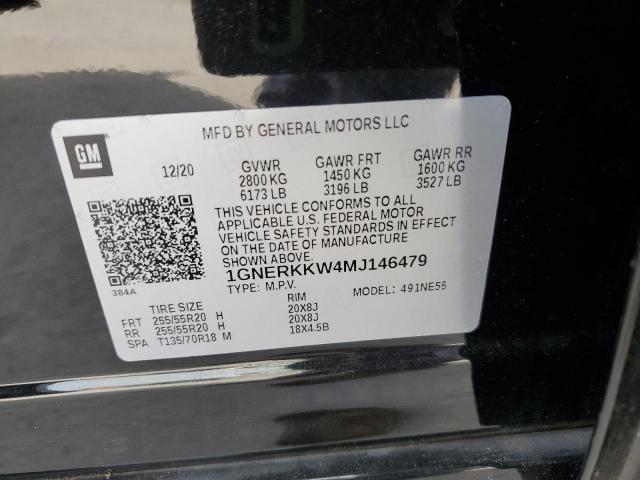 GM
MFD BY GENERAL MOTORS LLC
12/20 GVWR GAWR FRT GAWR RR
2800 KG 1450 KG 1600 KG
6173 LB 3196 LB 3527 LB
THIS VEHICLE CONFORMS TO ALL
APPLICABLE U.S. FEDERAL MOTOR
VEHICLE SAFETY STANDARDS IN EFFECT
ON THE DATE OF MANUFACTURE
SHOWN ABOVE.
1GNERKKW4MJ146479
384A
TYPE: M.P.V. MODEL: 491NE56
TIRE SIZE RIM
FRT 255/55R20 H 20X8J
RR 255/55R20 H 20X8J
SPA T135/70R18 M 18X4.5B